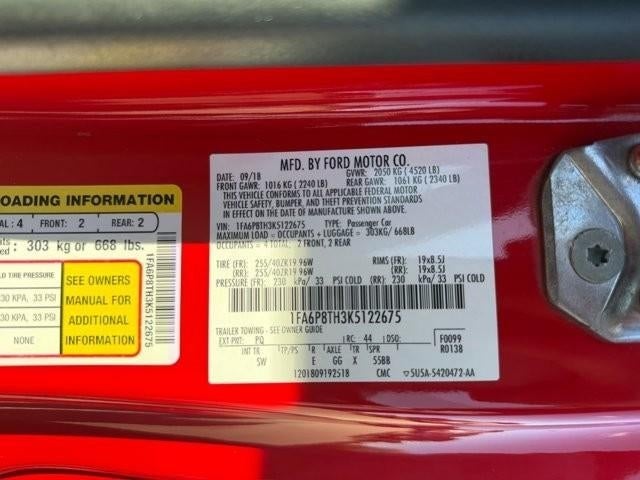 OADING INFORMATION
AL: 4 FRONT: 2 REAR: 2
ts : 303 kg or 668 lbs.
D TIRE PRESSURE
30 KPA, 33 PSI
30 KPA, 33 PSI
NONE
SEE OWNERS
MANUAL FOR
ADDITIONAL
INFORMATION
1FA6P8TH3K5122675
MFD. BY FORD MOTOR CO.
09/18 GVWR: 2050 KG ( 4520 LB)
FRONT GAWR: 1016 KG ( 2240 LB) REAR GAWR: 1061 KG ( 2340 LB)
THIS VEHICLE CONFORMS TO ALL APPLICABLE FEDERAL MOTOR
VEHICLE SAFETY, BUMPER, AND THEFT PREVENTION STANDARDS
IN EFFECT ON THE DATE OF MANUFACTURE SHOWN ABOVE.
VIN: 1FA6P8TH3K5122675 TYPE: Passenger Car
MAXIMUM LOAD = OCCUPANTS + LUGGAGE = 303KG/ 668LB
OCCUPANTS = 4 TOTAL, 2 FRONT, 2 REAR
TIRE (FR): 255/40ZR19 96W RIMS (FR): 19x8.5J
(RR): 255/40ZR19 96W (RR): 19x8.5J
PRESSURE (FR): 230 kPa/ 33 PSI COLD (RR): 230 kPa/ 33 PSI COLD
1FA6P8TH3K5122675
TRAILER TOWING - SEE OWNER GUIDE
EXT PNT: PQ RC: 44 DSO: F0099
INT TR TP/PS R AXLE TR SPR R0138
SW E GG X 55BB
1201809192518 CMC ▽5U5A-5420472-AA